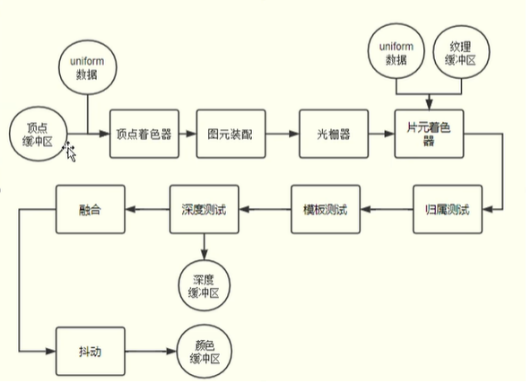 uniform
数据
uniform
数据
纹理
缓冲区
顶点
缓冲区
顶点着色器
图元装配
光栅器
片元着色
器
融合
深度测试
模板测试
归属测试
深度
缓冲区
抖动
颜色
缓冲区